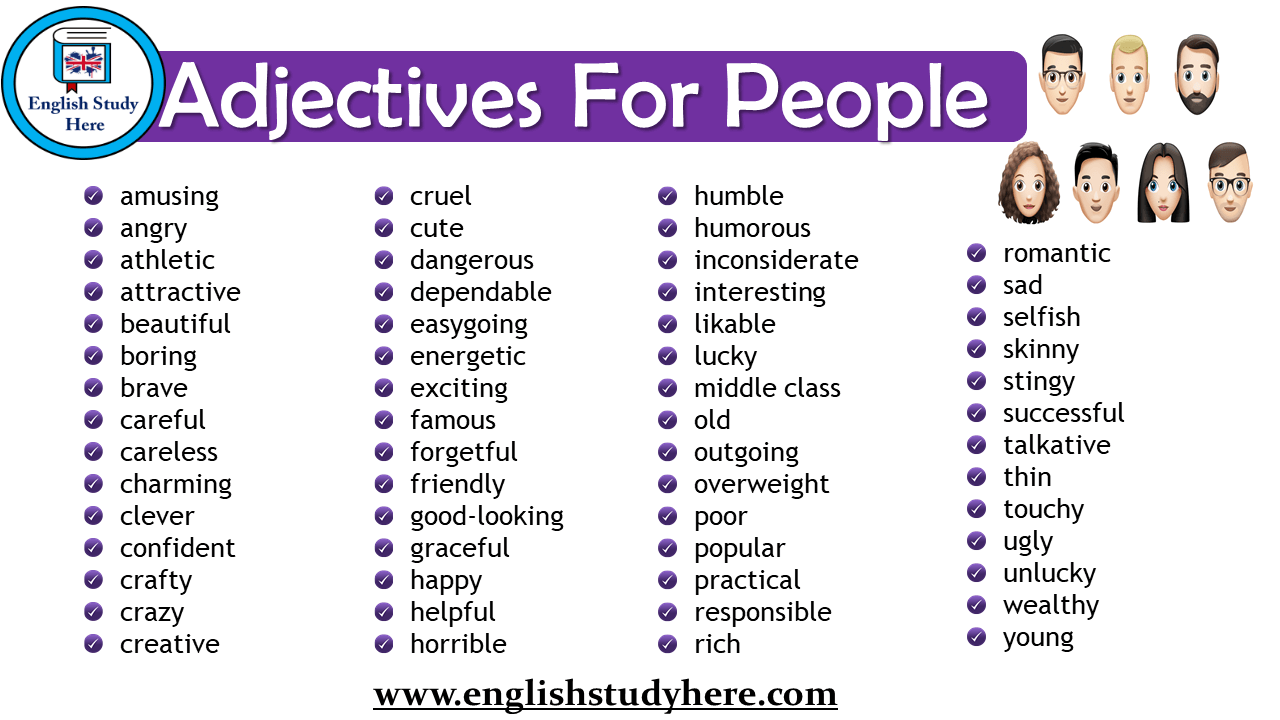 English Study
Here
Adjectives For People
amusing
angry
athletic
attractive
beautiful
boring
brave
careful
careless
charming
clever
confident
crafty
crazy
creative
cruel
cute
dangerous
dependable
easygoing
energetic
exciting
famous
forgetful
friendly
good-looking
graceful
happy
helpful
horrible
humble
humorous
inconsiderate
interesting
likable
lucky
middle class
old
outgoing
overweight
poor
popular
practical
responsible
rich
romantic
sad
selfish
skinny
stingy
successful
talkative
thin
touchy
ugly
unlucky
wealthy
young
www.englishstudyhere.com